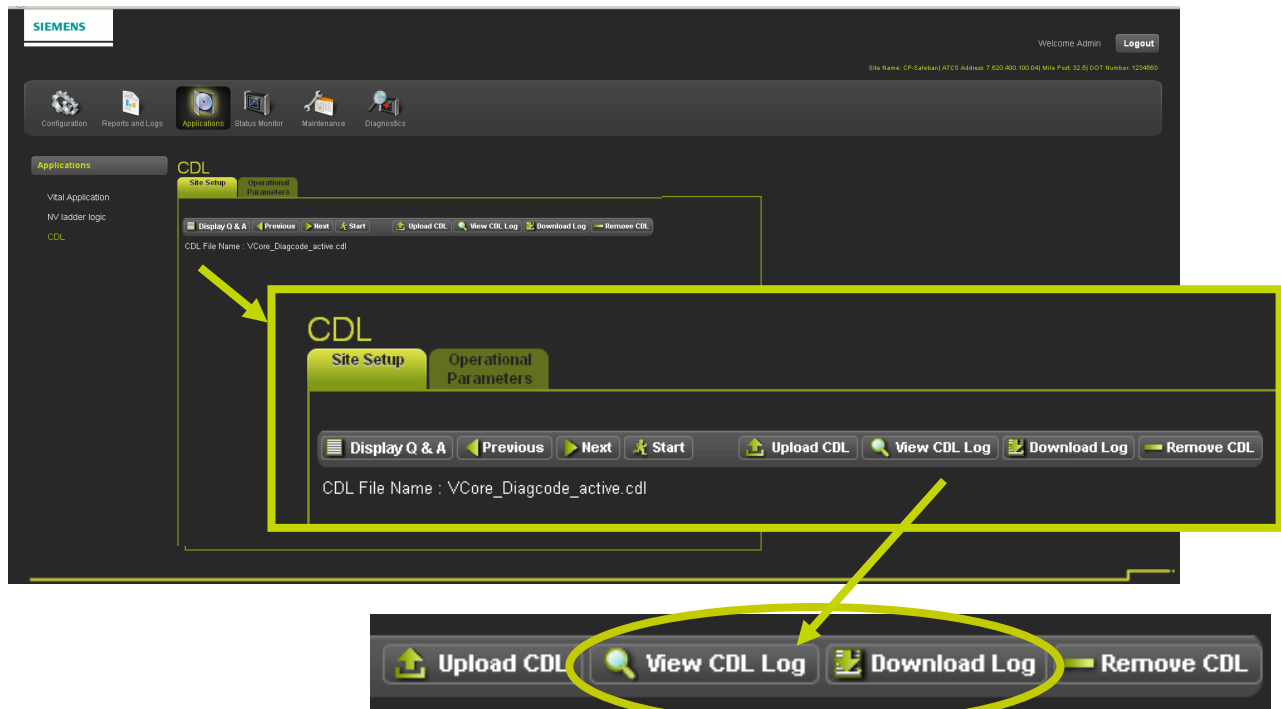 SIEMENS
Welcome Admin Logout
Site Name: CP-Safetran| ATCS Address: 7.620.400.100.04| Mile Post: 32.5| DOT Number: 123456D
Configuration Reports and Logs Applications Status Monitor Maintenance Diagnostics
Applications
Vital Application
NV ladder logic
CDL
CDL
Site Setup Operational
Parameters
Display Q & A Previous Next Start Upload CDL View CDL Log Download Log Remove CDL
CDL File Name : VCore_Diagcode_active.cdl
CDL
Site Setup Operational
Parameters
Display Q & A Previous Next Start Upload CDL View CDL Log Download Log Remove CDL
CDL File Name : VCore_Diagcode_active.cdl
Upload CDL View CDL Log Download Log Remove CDL